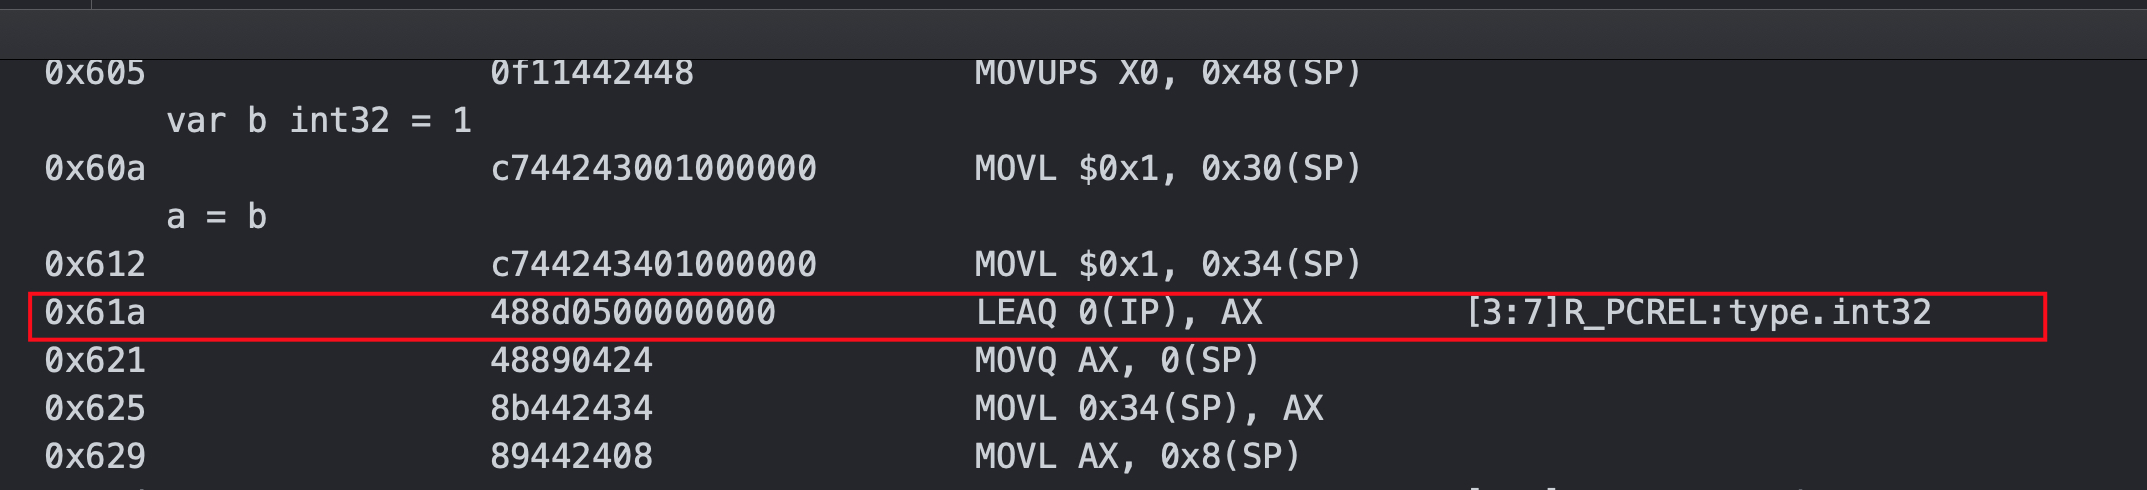 0x605 0f11442448 MOVUPS X0, 0x48(SP)
var b int32 = 1
0x60a c744243001000000 MOVL $0x1, 0x30(SP)
a = b
0x612 c744243401000000 MOVL $0x1, 0x34(SP)
0x61a 488d0500000000 LEAQ 0(IP), AX [3:7]R_PCREL:type.int32
0x621 48890424 MOVQ AX, 0(SP)
0x625 8b442434 MOVL 0x34(SP), AX
0x629 89442408 MOVL AX, 0x8(SP)